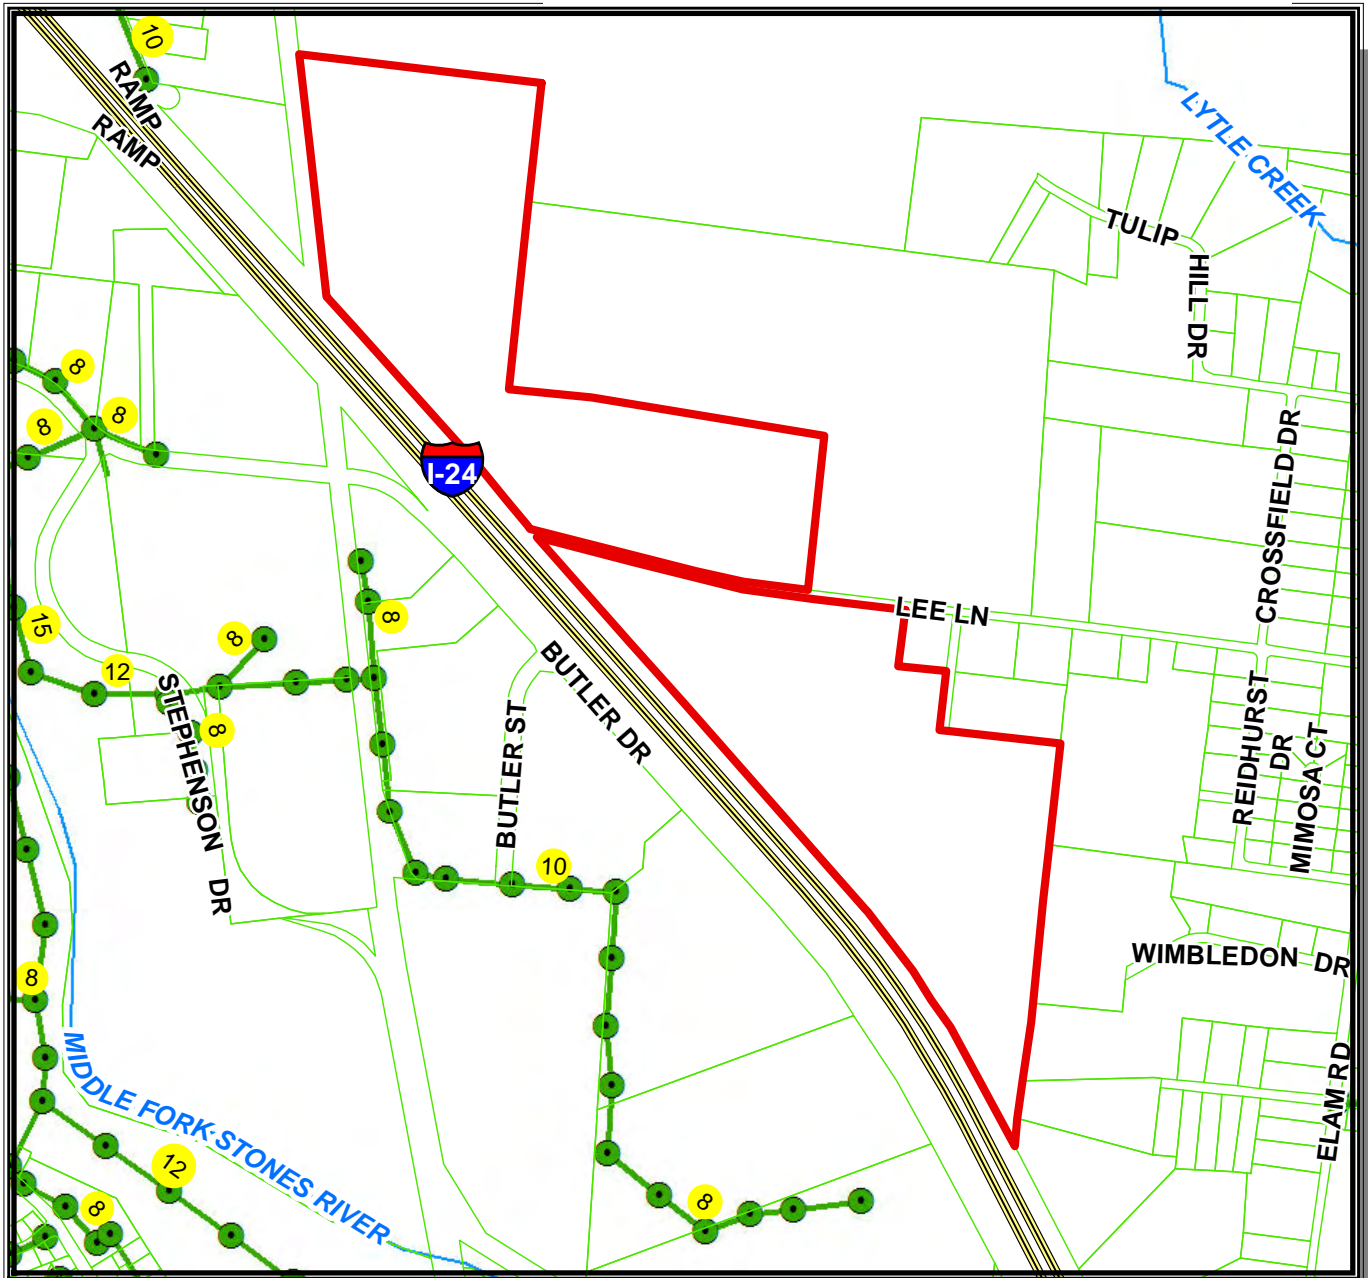 10
RAMP
RAMP
LYTLE CREEK
TULIP
HILL DR
8
8
8
CROSSFIELD DR
I-24
LEE LN
15
8
8
12
BUTLER DR
STEPHENSON DR
8
BUTLER ST
REIDHURST
DR
MIMOSA CT
10
WIMBLEDON DR
8
MIDDLE FORK STONES RIVER
ELAM RD
12
8
8